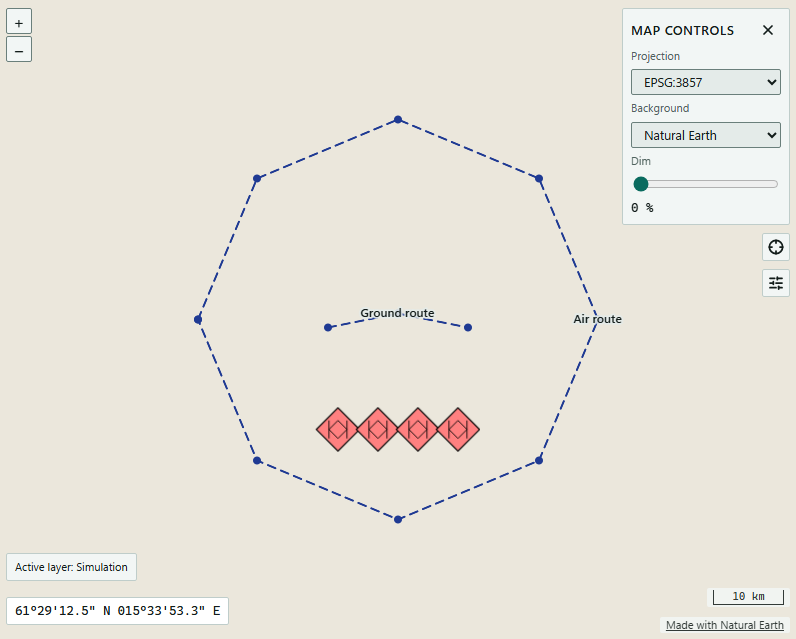 +
−
MAP CONTROLS
Projection
EPSG:3857
Background
Natural Earth
Dim
0 %
Ground route
Air route
Active layer: Simulation
61°29'12.5" N 015°33'53.3" E
10 km
Made with Natural Earth